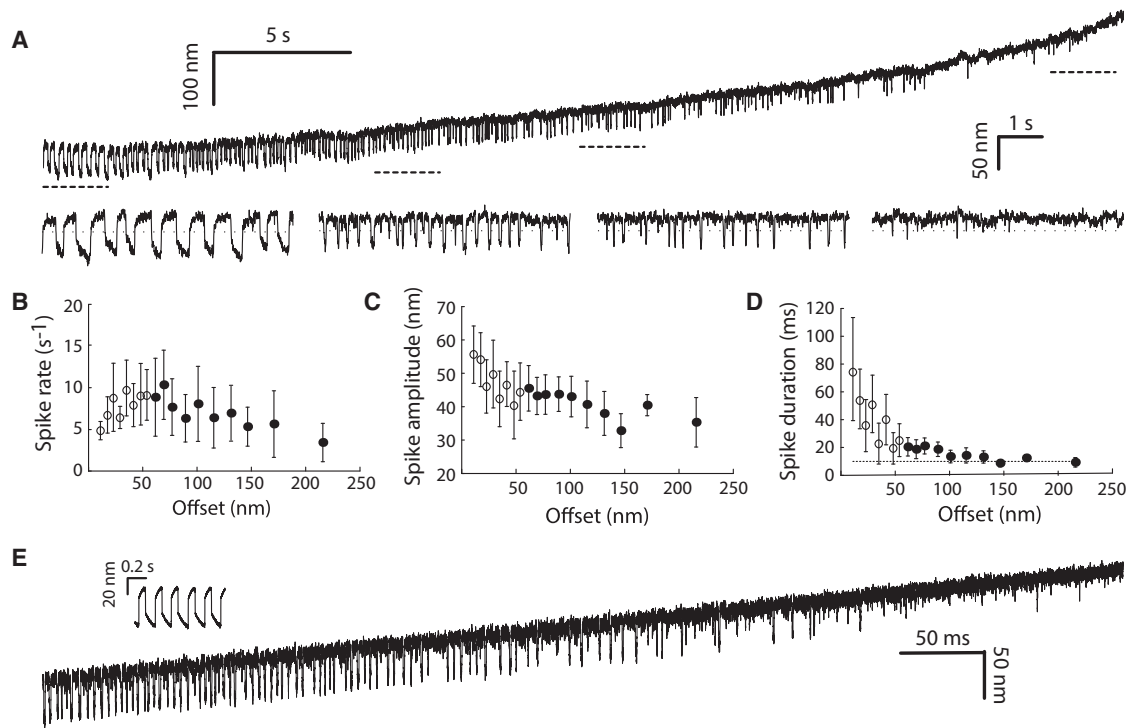 A
5 s
100 nm
1 s
50 nm
B
C
D
20
15
10
5
0
Spike rate (s-1)
50 100 150 200 250
Offset (nm)
70
60
50
40
30
20
Spike amplitude (nm)
50 100 150 200 250
Offset (nm)
120
100
80
60
40
20
0
Spike duration (ms)
50 100 150 200 250
Offset (nm)
E
0.2 s
20 nm
50 ms
50 nm